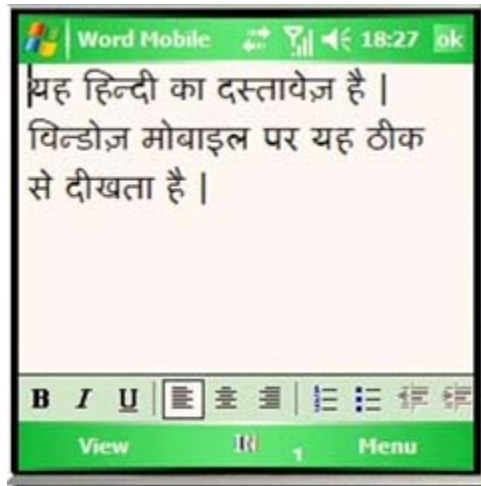 Word Mobile 18:27 ok
यह हिन्दी का दस्तावेज़ है |
विन्डोज़ मोबाइल पर यह ठीक
से दीखता है |
B I U
View 1 Menu